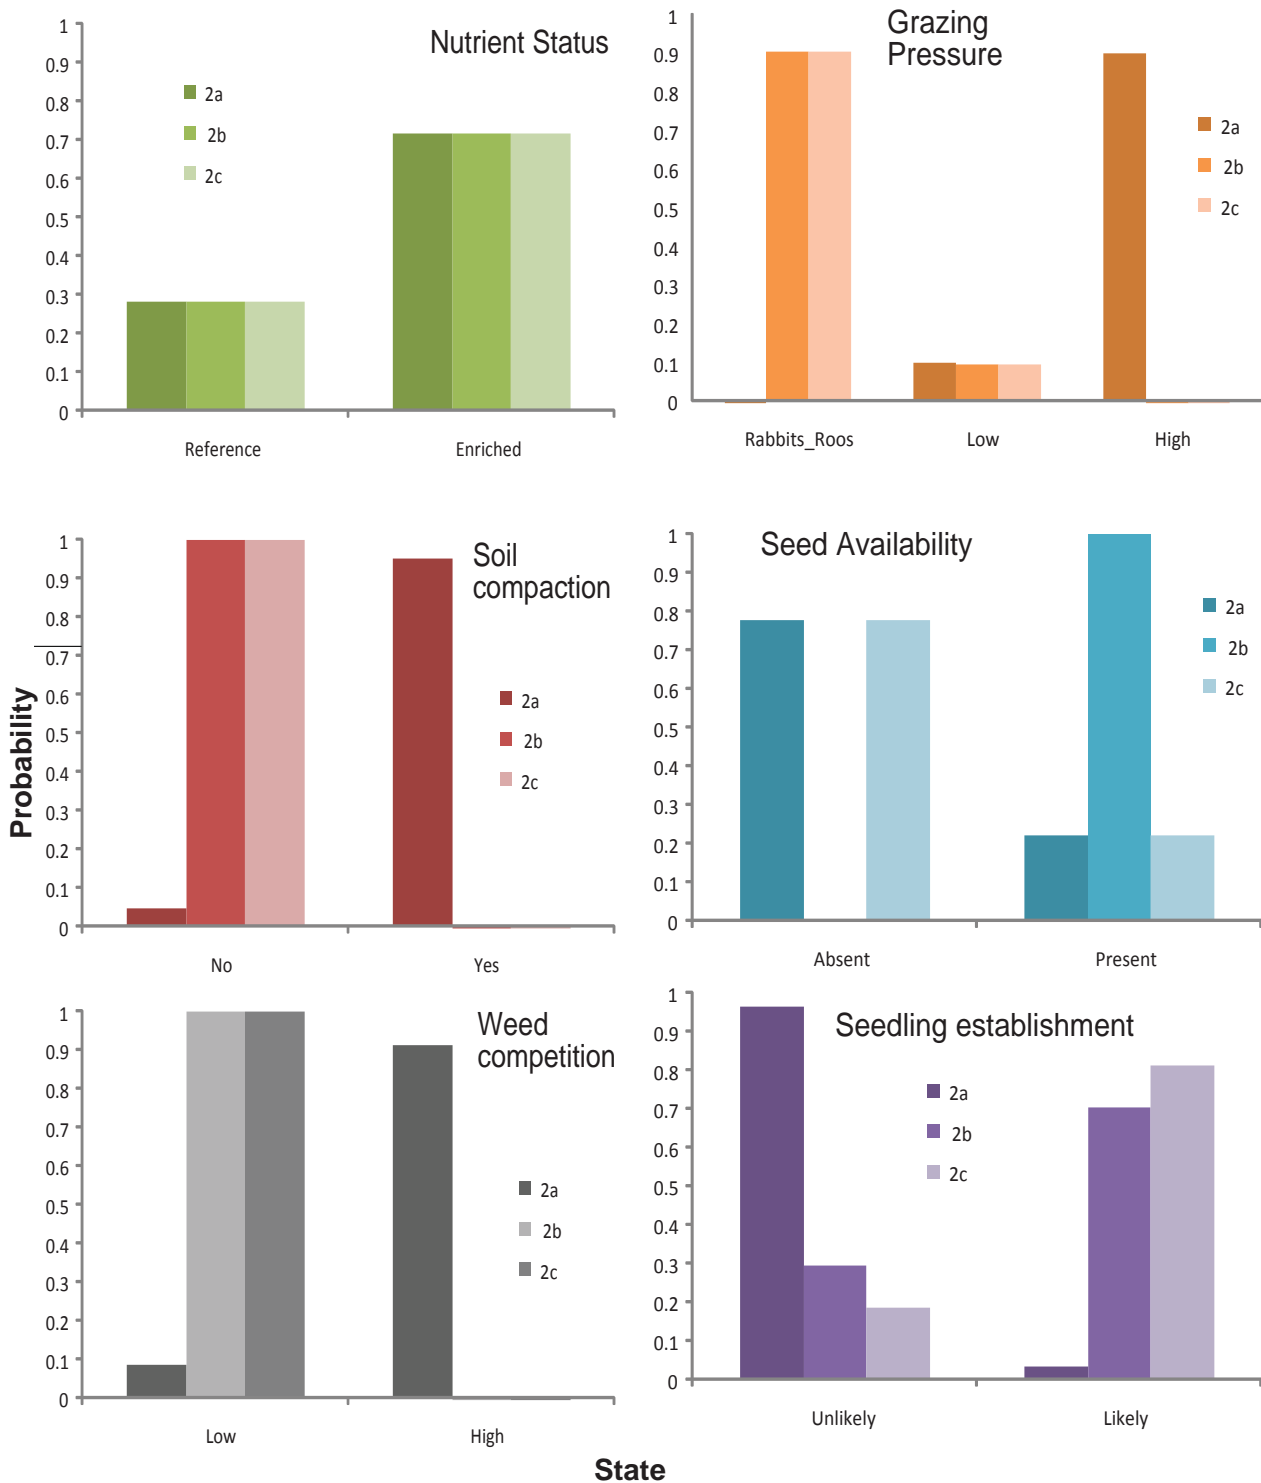 Nutrient Status
1
0.9
0.8
0.7
0.6
0.5
0.4
0.3
0.2
0.1
0
2a
2b
2c
Reference Enriched
Grazing
Pressure
1
0.9
0.8
0.7
0.6
0.5
0.4
0.3
0.2
0.1
0
2a
2b
2c
Rabbits_Roos Low High
Soil
compaction
1
0.9
0.8
0.7
0.6
0.5
0.4
0.3
0.2
0.1
0
2a
2b
2c
No Yes
Probability
Seed Availability
1
0.9
0.8
0.7
0.6
0.5
0.4
0.3
0.2
0.1
0
2a
2b
2c
Absent Present
Weed
competition
1
0.9
0.8
0.7
0.6
0.5
0.4
0.3
0.2
0.1
0
2a
2b
2c
Low High
Seedling establishment
1
0.9
0.8
0.7
0.6
0.5
0.4
0.3
0.2
0.1
0
2a
2b
2c
Unlikely Likely
State